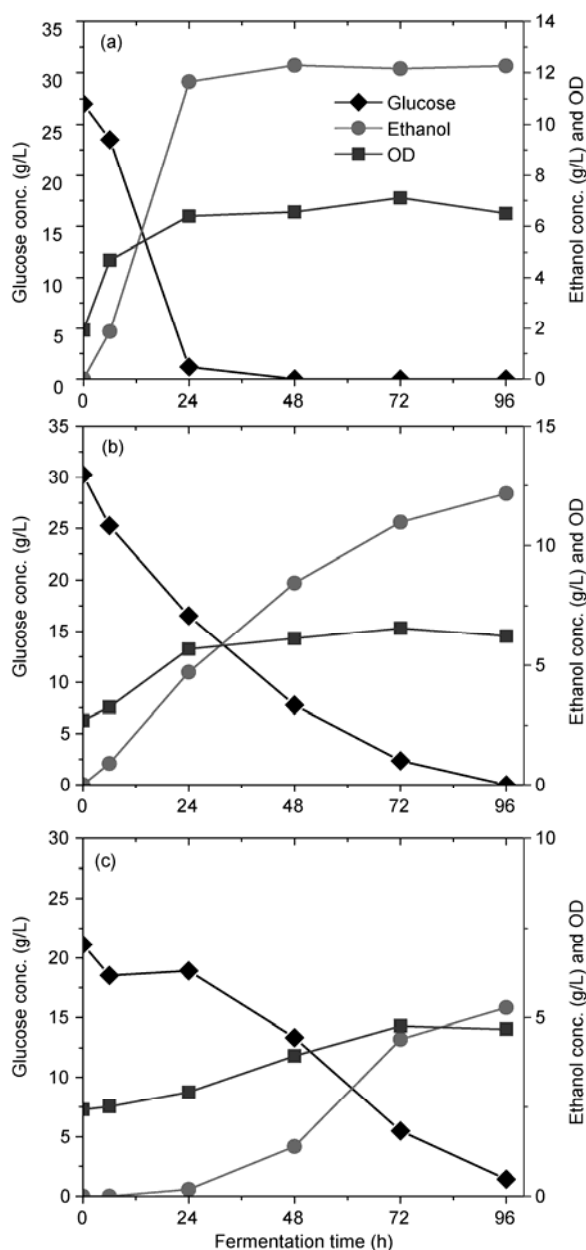 (a)
35
30
25
20
15
10
5
0
Glucose conc. (g/L)
Glucose
Ethanol
OD
14
12
10
8
6
4
2
0
Ethanol conc. (g/L) and OD
0 24 48 72 96
(b)
35
30
25
20
15
10
5
0
Glucose conc. (g/L)
15
10
5
0
Ethanol conc. (g/L) and OD
0 24 48 72 96
(c)
30
25
20
15
10
5
0
Glucose conc. (g/L)
10
5
0
Ethanol conc. (g/L) and OD
0 24 48 72 96
Fermentation time (h)